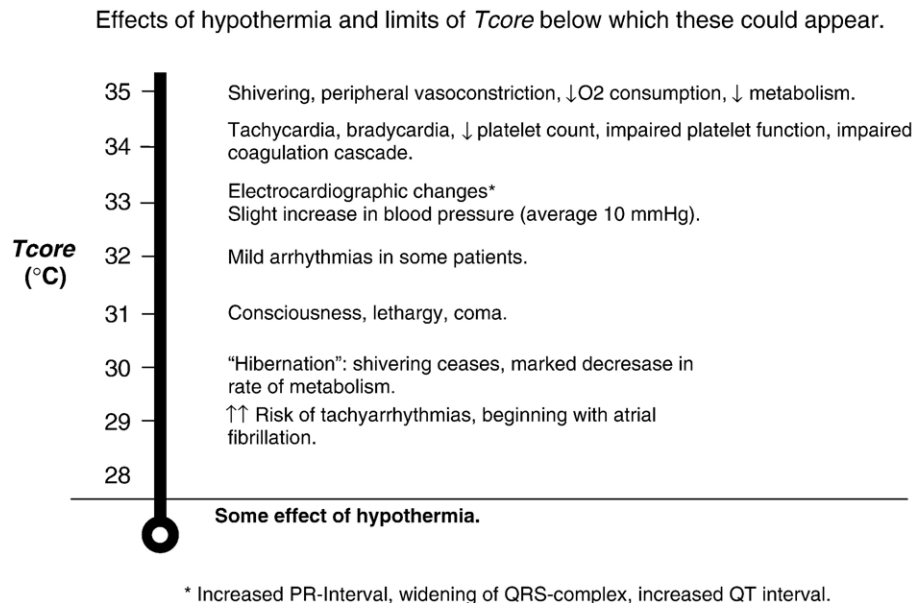 Effects of hypothermia and limits of Tcore below which these could appear.
35
Shivering, peripheral vasoconstriction, ↓O2 consumption, ↓ metabolism.
34
Tachycardia, bradycardia, ↓ platelet count, impaired platelet function, impaired
coagulation cascade.
33
Electrocardiographic changes*
Slight increase in blood pressure (average 10 mmHg).
Tcore
(°C)
32
Mild arrhythmias in some patients.
31
Consciousness, lethargy, coma.
30
“Hibernation”: shivering ceases, marked decresase in
rate of metabolism.
29
↑↑ Risk of tachyarrhythmias, beginning with atrial
fibrillation.
28
Some effect of hypothermia.
* Increased PR-Interval, widening of QRS-complex, increased QT interval.